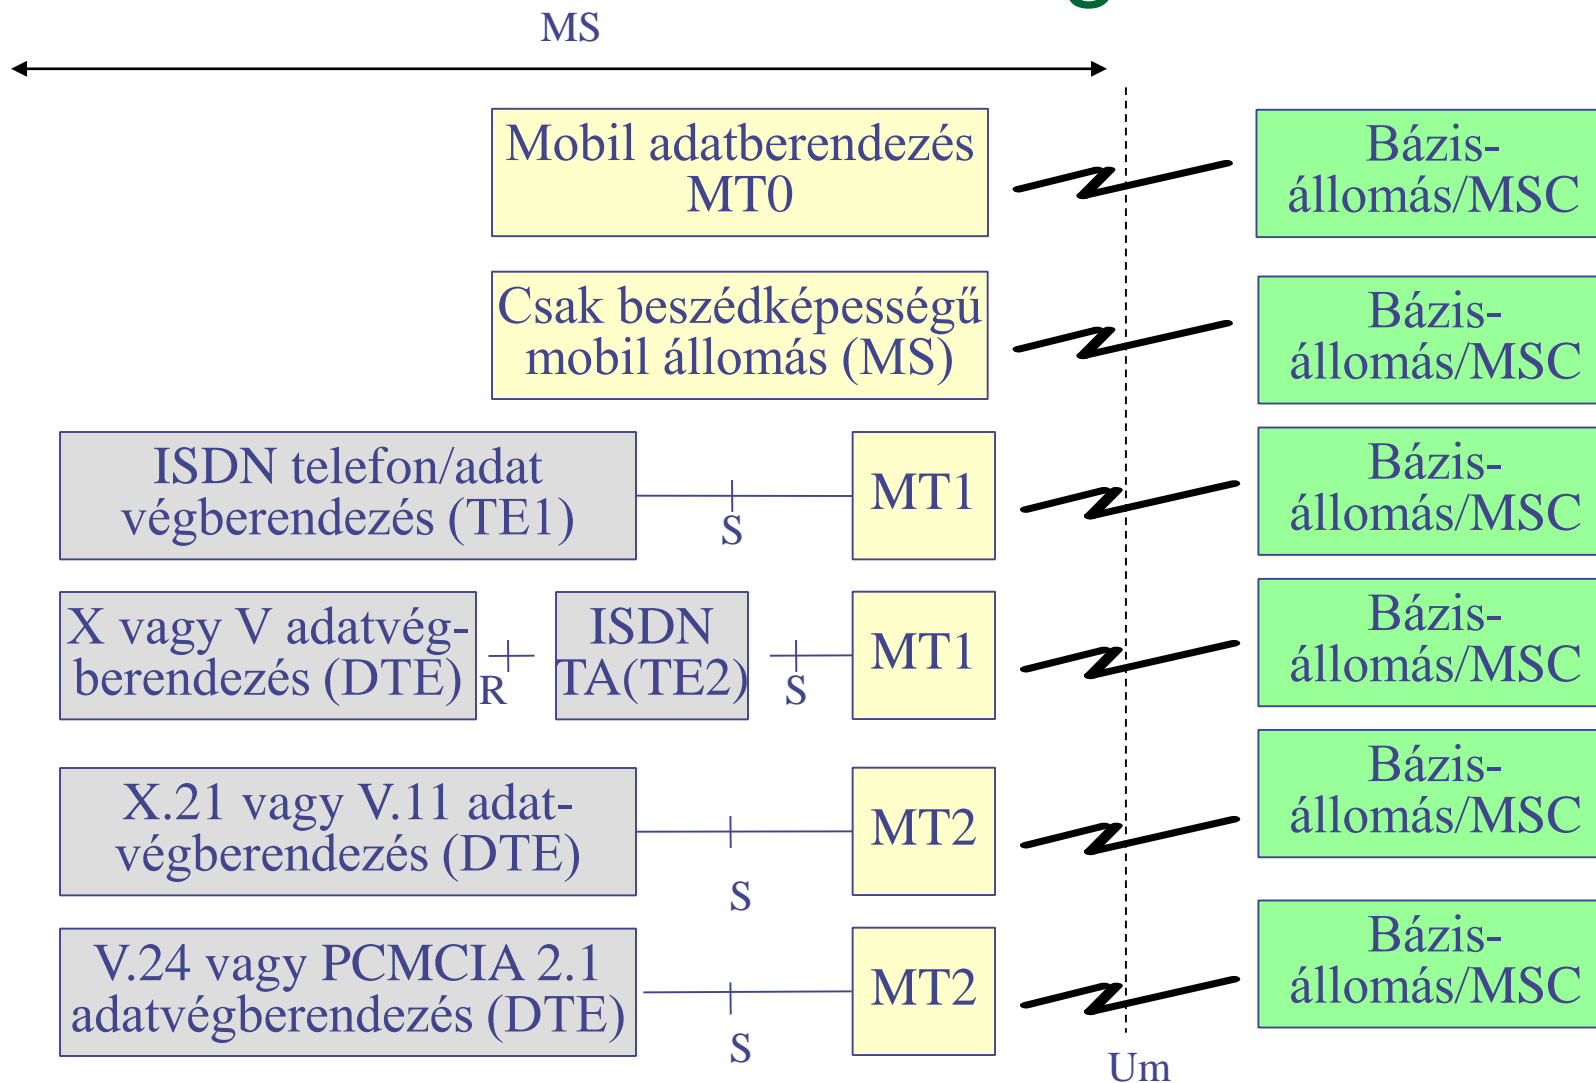 MS
Mobil adatberendezés
MT0
Bázis-
állomás/MSC
Csak beszédképességű
mobil állomás (MS)
Bázis-
állomás/MSC
ISDN telefon/adat
végberendezés (TE1)
S
MT1
Bázis-
állomás/MSC
X vagy V adatvég-
berendezés (DTE)
R
ISDN
TA(TE2)
S
MT1
Bázis-
állomás/MSC
X.21 vagy V.11 adat-
végberendezés (DTE)
S
MT2
Bázis-
állomás/MSC
V.24 vagy PCMCIA 2.1
adatvégberendezés (DTE)
S
MT2
Bázis-
állomás/MSC
Um